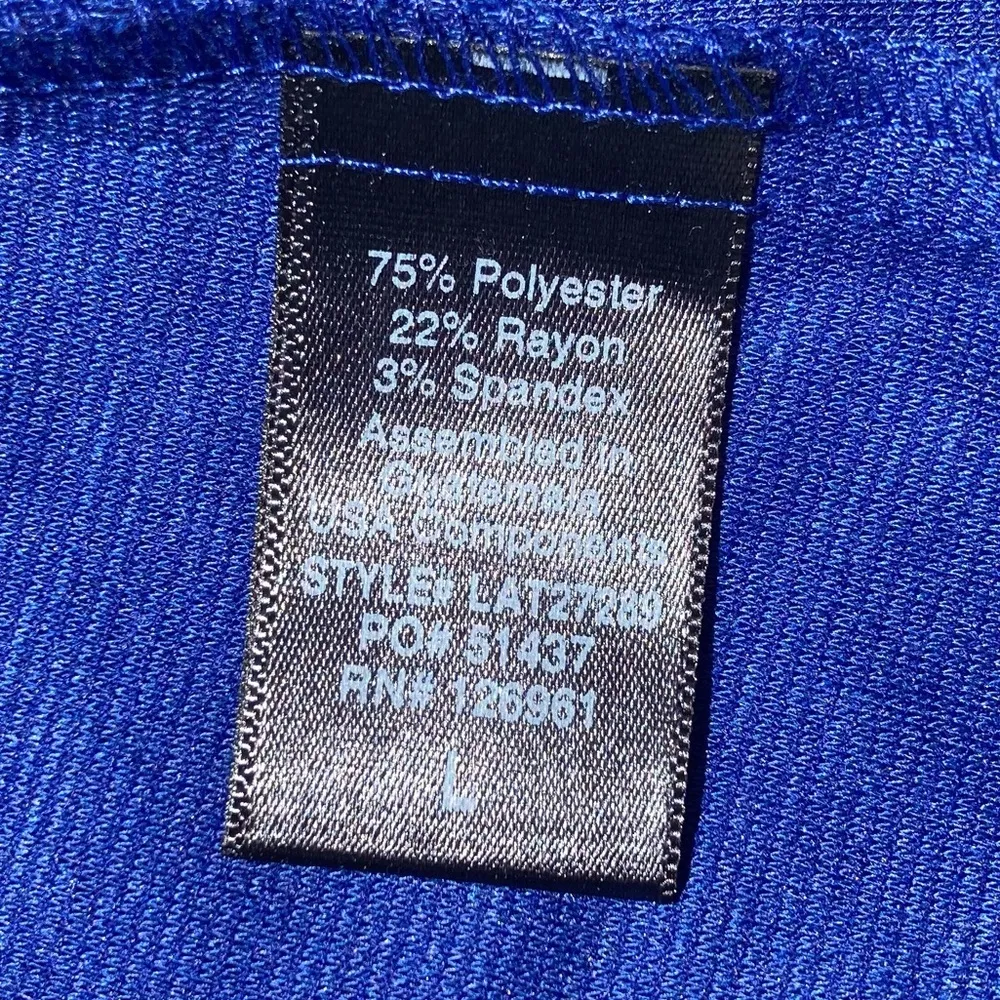 75% Polyester
22% Rayon
3% Spandex
Assembled in
Guatemala
USA Components
STYLE# LAT27289
PO# 51437
RN# 126961
L